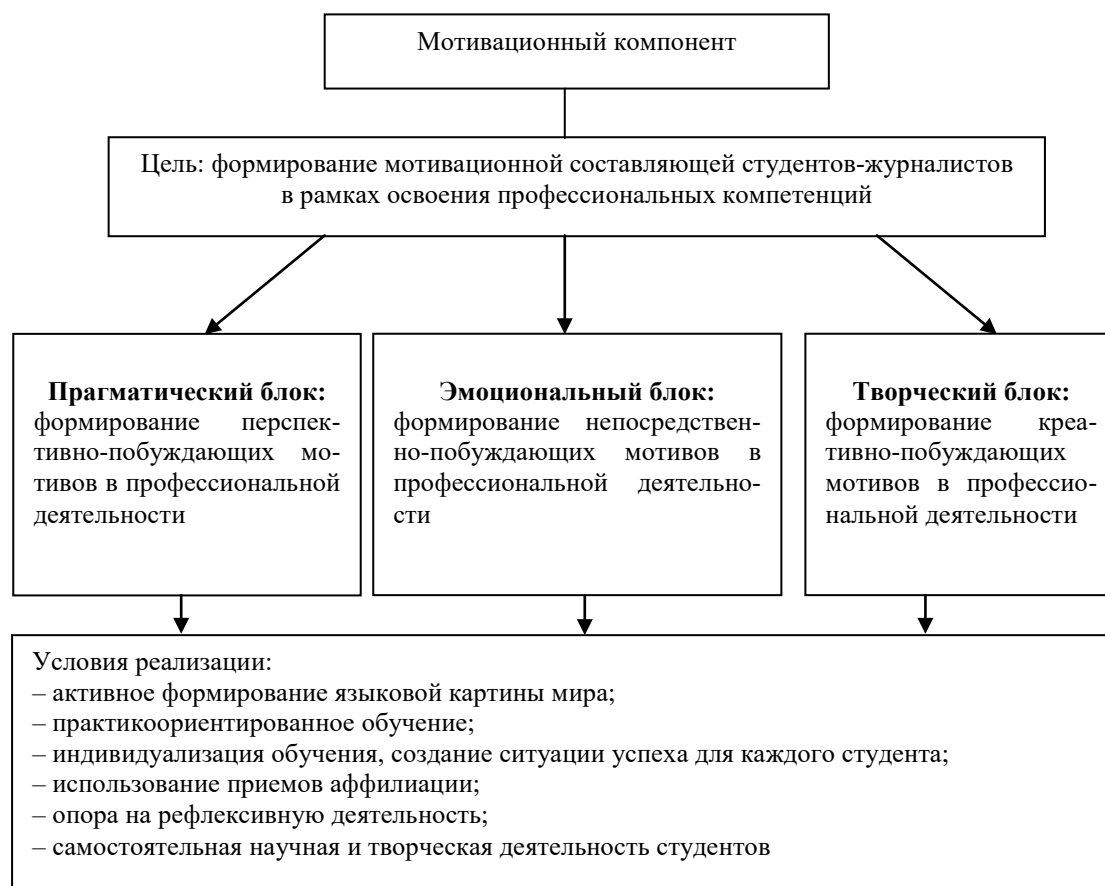 Мотивационный компонент
Цель: формирование мотивационной составляющей студентов-журналистов
в рамках освоения профессиональных компетенций
Прагматический блок:
формирование перспек-
тивно-побуждающих мо-
тивов в профессиональной
деятельности
Эмоциональный блок:
формирование непосредствен-
но-побуждающих мотивов в
профессиональной деятельно-
сти
Творческий блок:
формирование креа-
тивно-побуждающих
мотивов в профессио-
нальной деятельности
Условия реализации:
– активное формирование языковой картины мира;
– практикоориентированное обучение;
– индивидуализация обучения, создание ситуации успеха для каждого студента;
– использование приемов аффилиации;
– опора на рефлексивную деятельность;
– самостоятельная научная и творческая деятельность студентов